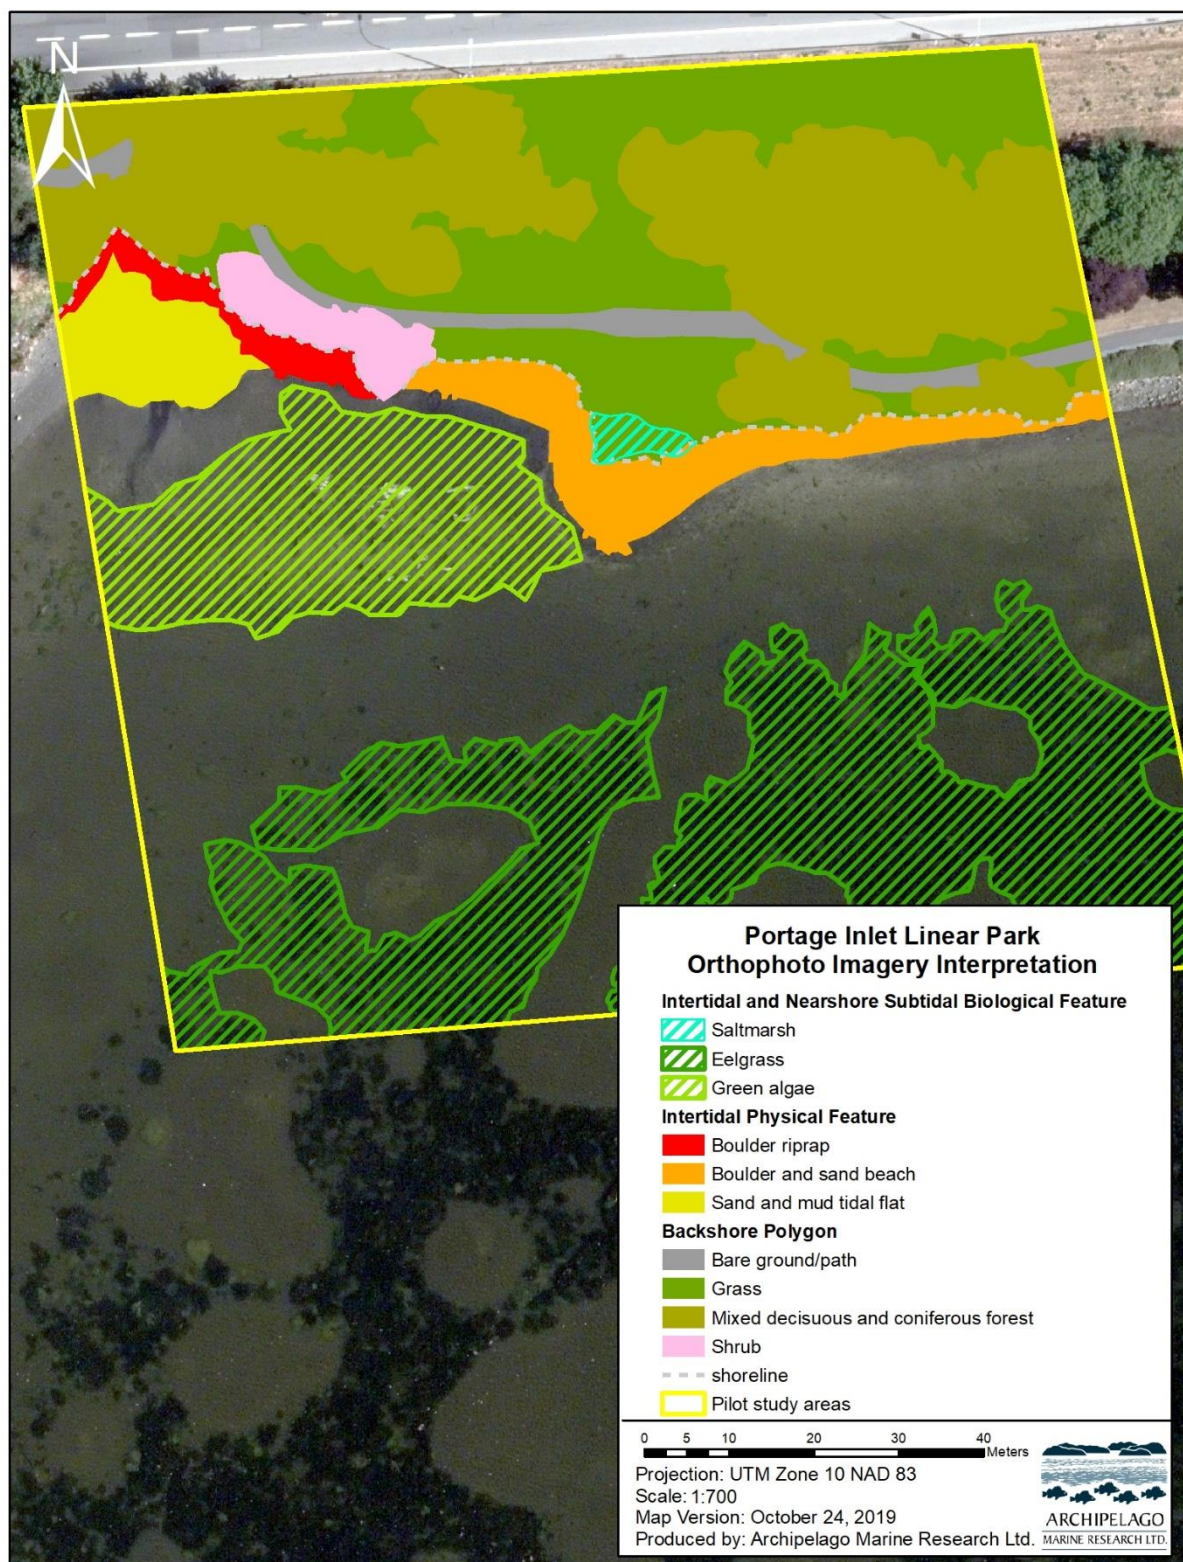 N
Portage Inlet Linear Park
Orthophoto Imagery Interpretation
Intertidal and Nearshore Subtidal Biological Feature
Saltmarsh
Eelgrass
Green algae
Intertidal Physical Feature
Boulder riprap
Boulder and sand beach
Sand and mud tidal flat
Backshore Polygon
Bare ground/path
Grass
Mixed decisuous and coniferous forest
Shrub
shoreline
Pilot study areas
0 5 10 20 30 40
Meters
Projection: UTM Zone 10 NAD 83
Scale: 1:700
Map Version: October 24, 2019
Produced by: Archipelago Marine Research Ltd.
ARCHIPELAGO
MARINE RESEARCH LTD.